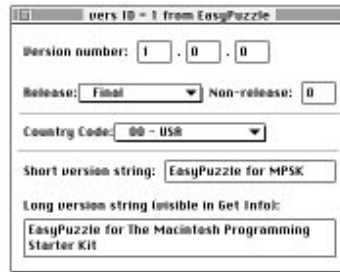 vers ID = 1 from EasyPuzzle
Version number: 1 . 0 . 0
Release: Final Non-release: 0
Country Code: 00 - USA
Short version string: EasyPuzzle for MPSK
Long version string (visible in Get Info):
EasyPuzzle for The Macintosh Programming
Starter Kit